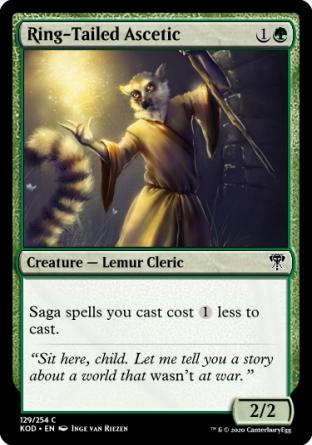 Ring-Tailed Ascetic 1
Creature — Lemur Cleric
Saga spells you cast cost 1 less to
cast.
"Sit here, child. Let me tell you a story
about a world that wasn't at war."
2/2
129/254 C
KOD • EN Inge van Riezen
™ & © 2020 CanterburyEgg